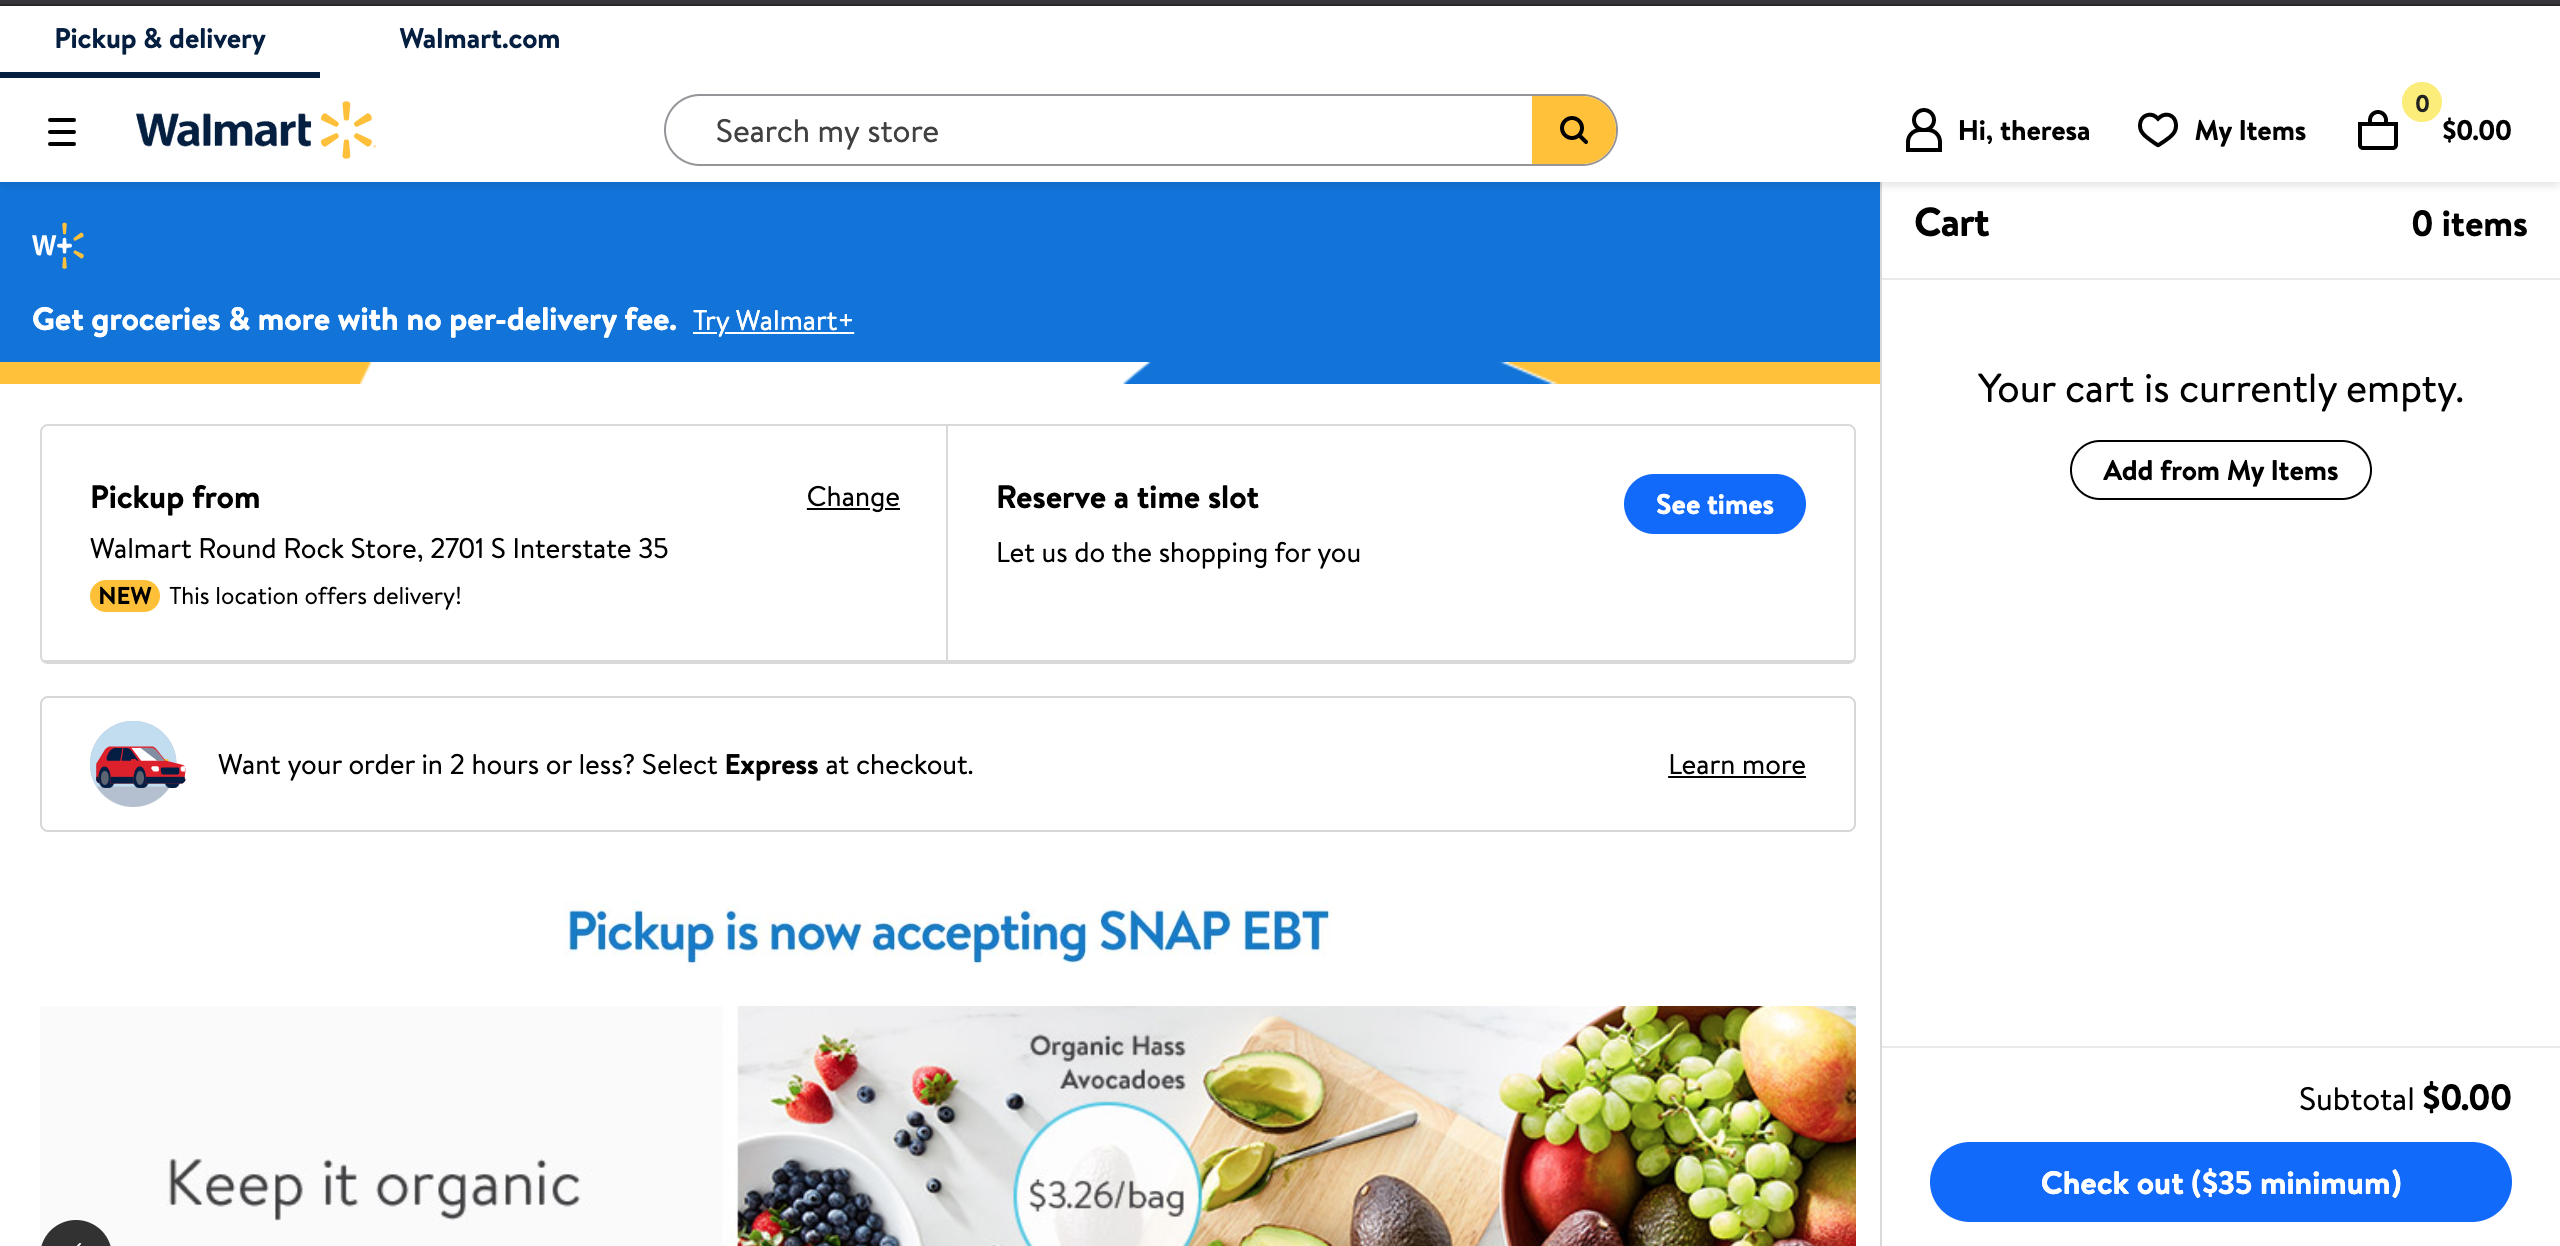 Pickup & delivery
Walmart.com
Walmart
Search my store
Hi, theresa
My Items
0
$0.00
W+
Get groceries & more with no per-delivery fee. Try Walmart+
Cart
0 items
Your cart is currently empty.
Add from My Items
Pickup from
Change
Walmart Round Rock Store, 2701 S Interstate 35
NEW This location offers delivery!
Reserve a time slot
See times
Let us do the shopping for you
Want your order in 2 hours or less? Select Express at checkout.
Learn more
Pickup is now accepting SNAP EBT
Keep it organic
Organic Hass
Avocadoes
$3.26/bag
Subtotal $0.00
Check out ($35 minimum)